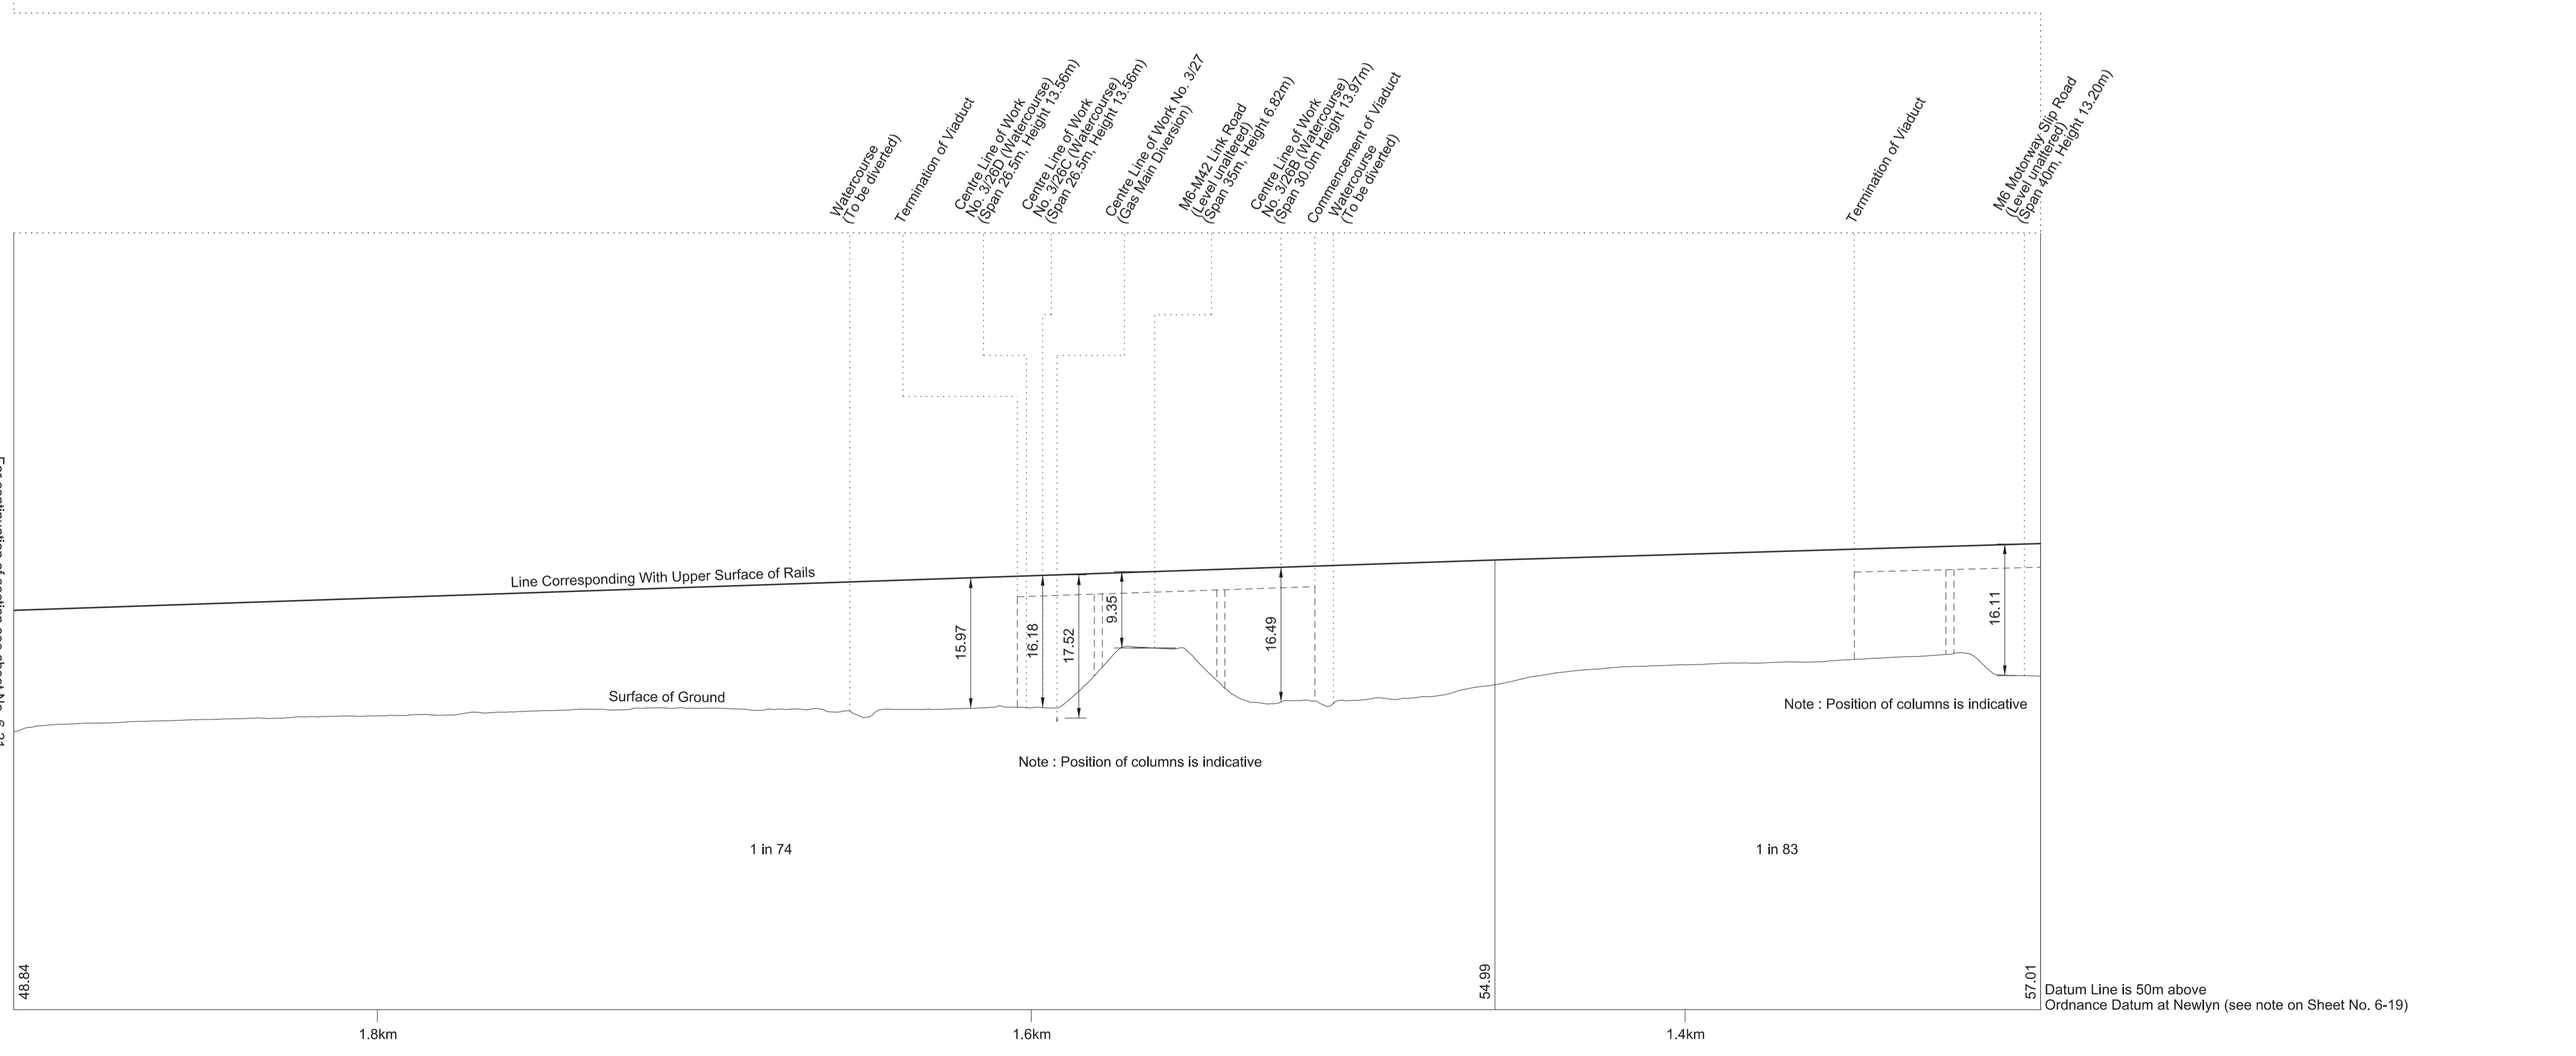 Watercourse
(To be diverted)
Termination of Viaduct
Centre Line of Work
No. 3/26D (Watercourse)
(Span 26.5m, Height 13.56m)
Centre Line of Work
No. 3/26C (Watercourse)
(Span 26.5m, Height 13.56m)
Centre Line of Work No. 3/27
(Gas Main Diversion)
M6-M42 Link Road
(Level unaltered)
(Span 35m, Height 6.82m)
Centre Line of Work
No. 3/26B (Watercourse)
(Span 30.0m Height 13.97m)
Commencement of Viaduct
Watercourse
(To be diverted)
Termination of Viaduct
M6 Motorway Slip Road
(Level unaltered)
(Span 40m, Height 13.20m)
Line Corresponding With Upper Surface of Rails
15.97
16.18
17.52
9.35
16.49
16.11
Surface of Ground
Note : Position of columns is indicative
Note : Position of columns is indicative
1 in 74
1 in 83
48.84
54.99
57.01
Datum Line is 50m above
Ordnance Datum at Newlyn (see note on Sheet No. 6-19)
1.8km
1.6km
1.4km